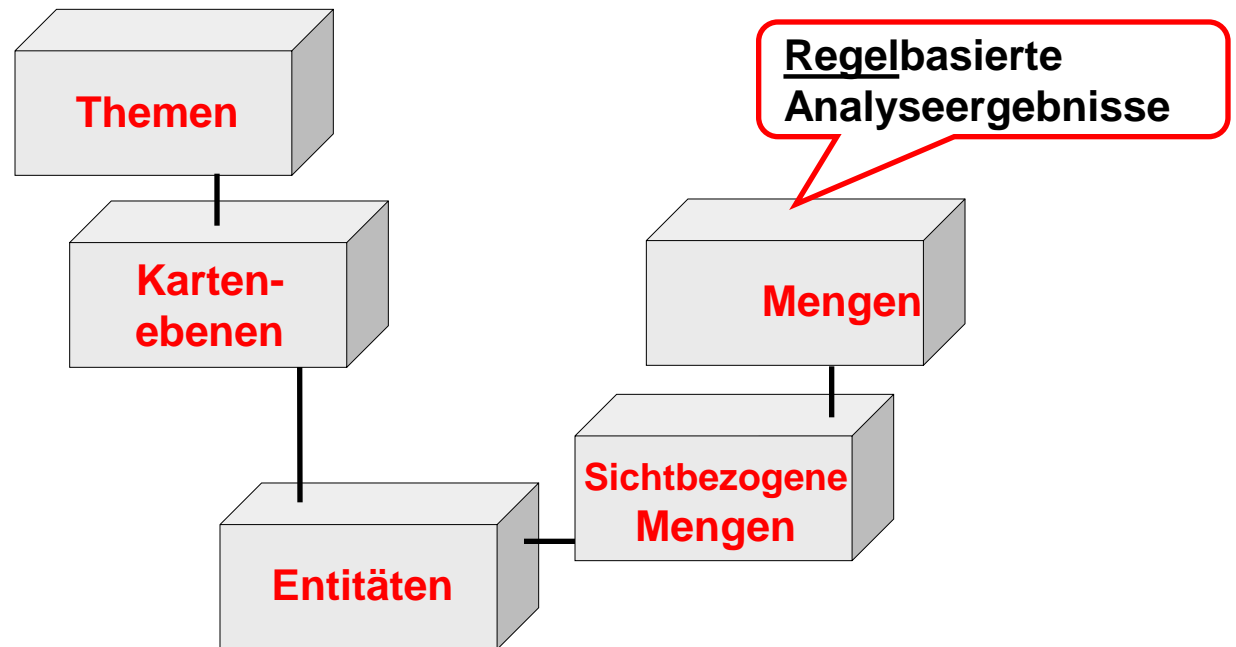 Themen
Regelbasierte
Analyseergebnisse
Karten-
ebenen
Mengen
Sichtbezogene
Mengen
Entitäten